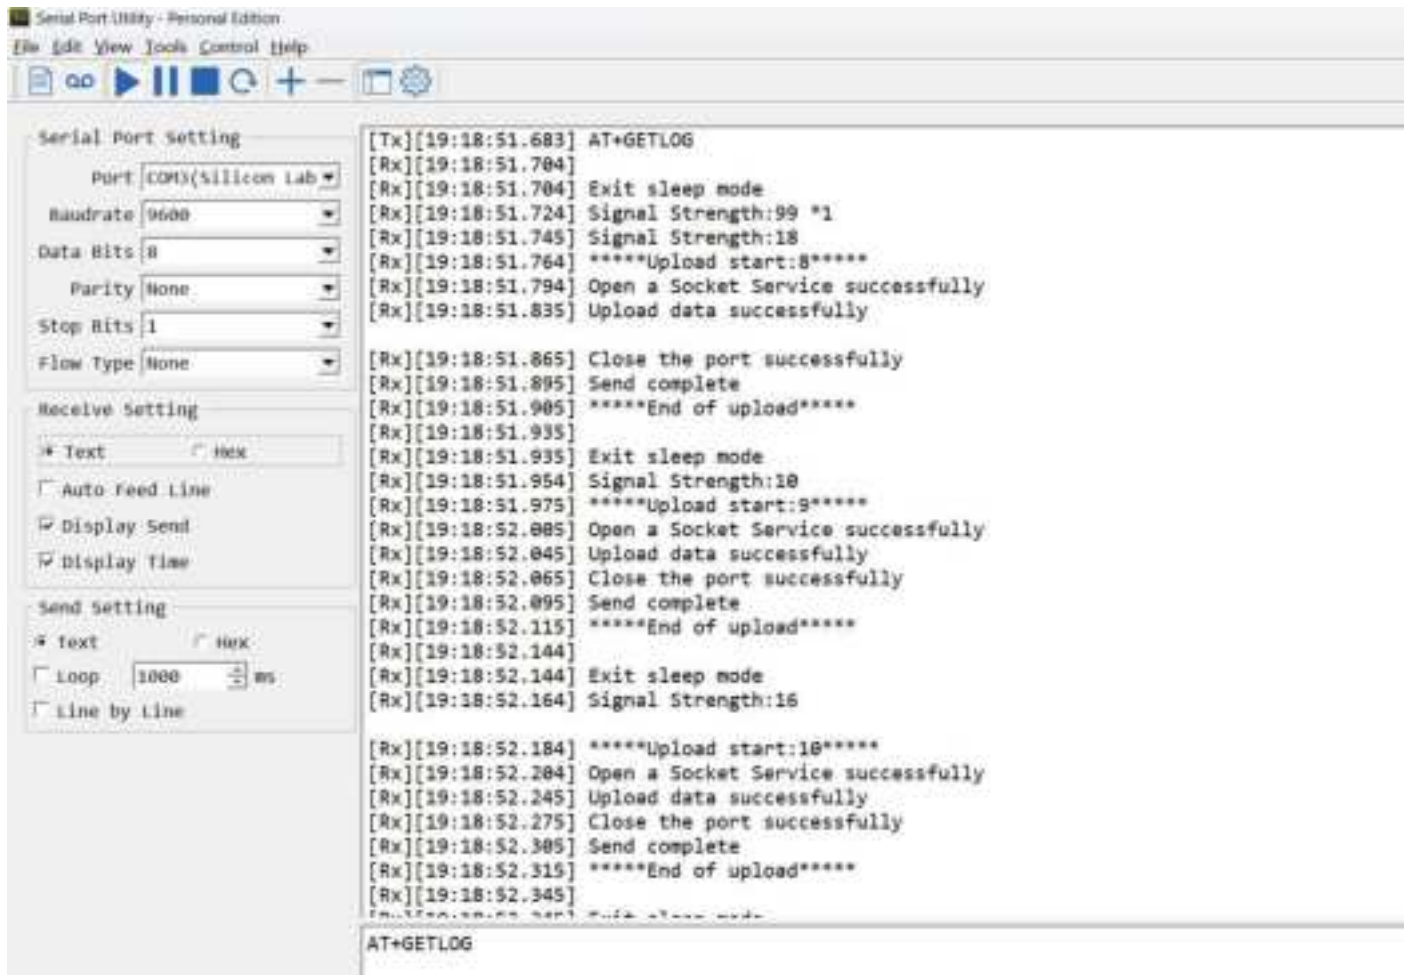 Serial Port Utility - Personal Edition
File Edit View Tools Control Help
Serial Port Setting
Port COM3(Silicon Lab
Baudrate 9600
Data Bits 8
Parity None
Stop Bits 1
Flow Type None
Receive Setting
Text Hex
Auto Feed Line
Display Send
Display Time
Send Setting
Text Hex
Loop 1000 ms
Line by Line
[Tx][19:18:51.683] AT+GETLOG
[Rx][19:18:51.704]
[Rx][19:18:51.704] Exit sleep mode
[Rx][19:18:51.724] Signal Strength:99 *1
[Rx][19:18:51.745] Signal Strength:18
[Rx][19:18:51.764] *****Upload start:8*****
[Rx][19:18:51.794] Open a Socket Service successfully
[Rx][19:18:51.835] Upload data successfully
[Rx][19:18:51.865] Close the port successfully
[Rx][19:18:51.895] Send complete
[Rx][19:18:51.905] *****End of upload*****
[Rx][19:18:51.935]
[Rx][19:18:51.935] Exit sleep mode
[Rx][19:18:51.954] Signal Strength:10
[Rx][19:18:51.975] *****Upload start:9*****
[Rx][19:18:52.005] Open a Socket Service successfully
[Rx][19:18:52.045] Upload data successfully
[Rx][19:18:52.065] Close the port successfully
[Rx][19:18:52.095] Send complete
[Rx][19:18:52.115] *****End of upload*****
[Rx][19:18:52.144]
[Rx][19:18:52.144] Exit sleep mode
[Rx][19:18:52.164] Signal Strength:16
[Rx][19:18:52.184] *****Upload start:10*****
[Rx][19:18:52.204] Open a Socket Service successfully
[Rx][19:18:52.245] Upload data successfully
[Rx][19:18:52.275] Close the port successfully
[Rx][19:18:52.305] Send complete
[Rx][19:18:52.315] *****End of upload*****
[Rx][19:18:52.345]
[Rx][19:18:52.345] Exit sleep mode
AT+GETLOG